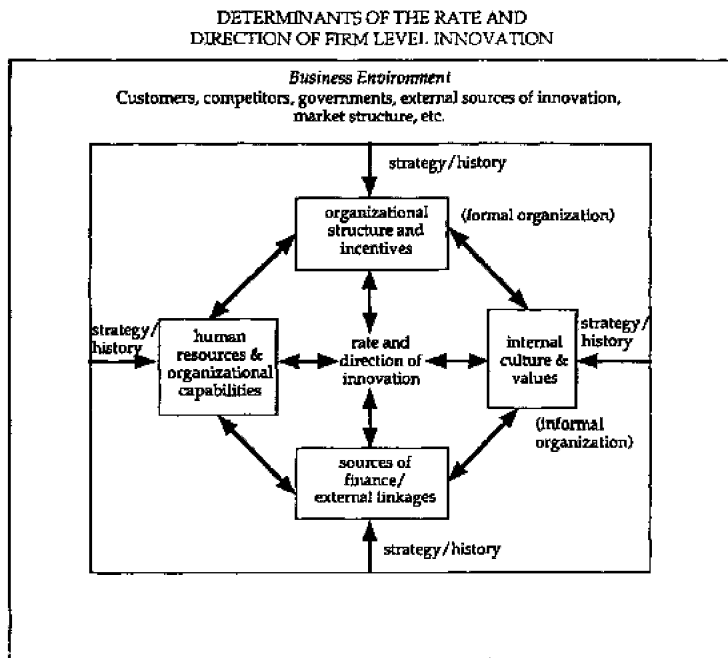 DETERMINANTS OF THE RATE AND
DIRECTION OF FIRM LEVEL INNOVATION
Business Environment
Customers, competitors, governments, external sources of innovation,
market structure, etc.
strategy/history
organizational
structure and
incentives
(formal organization)
strategy/
history
human
resources &
organizational
capabilities
rate and
direction of
innovation
internal
culture &
values
strategy/
history
(informal
organization)
sources of
finance/
external linkages
strategy/history